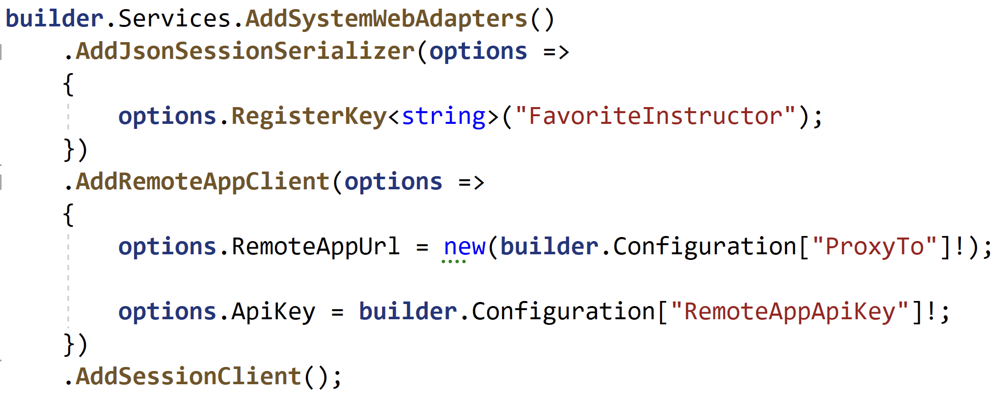 builder.Services.AddSystemWebAdapters()
    .AddJsonSessionSerializer(options =>
    {
        options.RegisterKey<string>("FavoriteInstructor");
    })
    .AddRemoteAppClient(options =>
    {
        options.RemoteAppUrl = new(builder.Configuration["ProxyTo"]!);

        options.ApiKey = builder.Configuration["RemoteAppApiKey"]!;
    })
    .AddSessionClient();